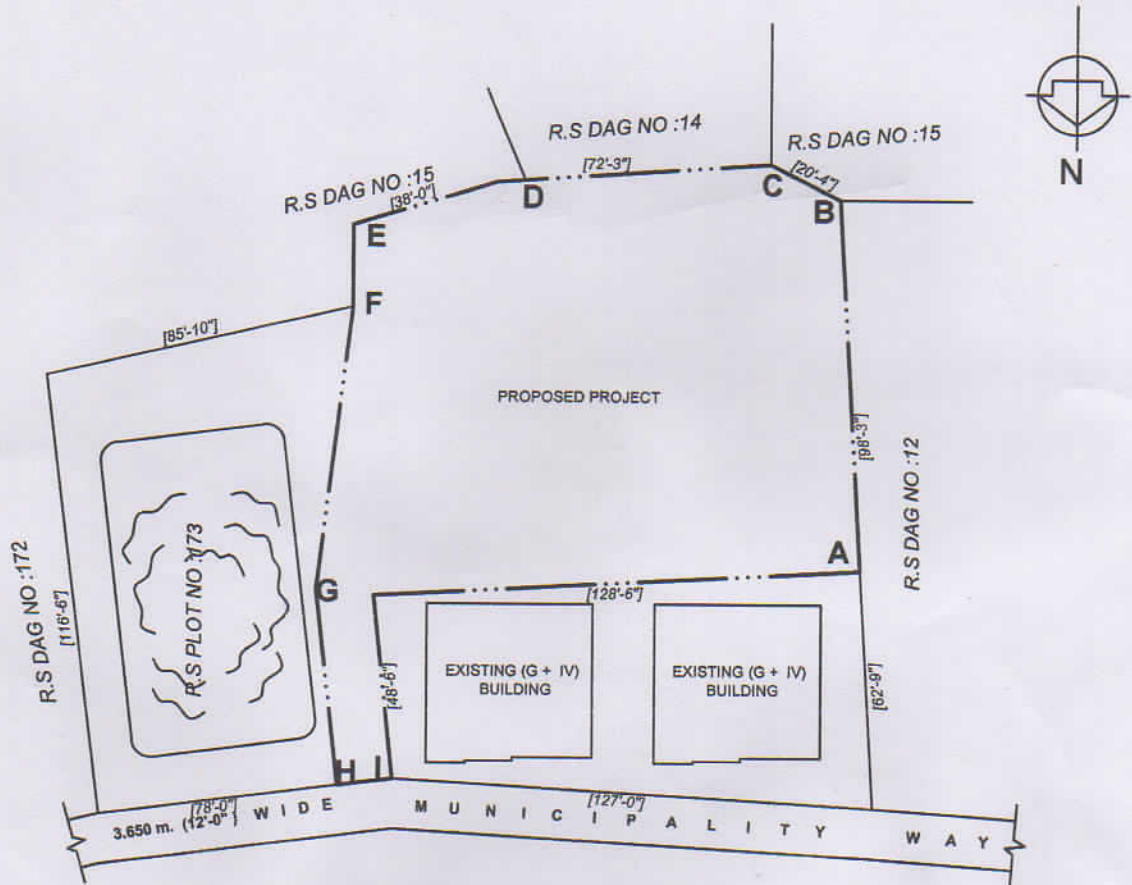 R.S DAG NO :14
[72'-3"]
R.S DAG NO :15
[20'-4"]
N
R.S DAG NO :15
[38'-0"]
D
C
B
E
F
[85'-10"]
PROPOSED PROJECT
[98'-3"]
R.S DAG NO :12
A
R.S DAG NO :172
[116'-6"]
R.S PLOT NO :173
G
[128'-6"]
[48'-6"]
EXISTING (G + IV)
BUILDING
EXISTING (G + IV)
BUILDING
[62'-9"]
H
I
[78'-0"]
[127'-0"]
3.650 m. (12'-0") WIDE MUNICIPALITY WAY